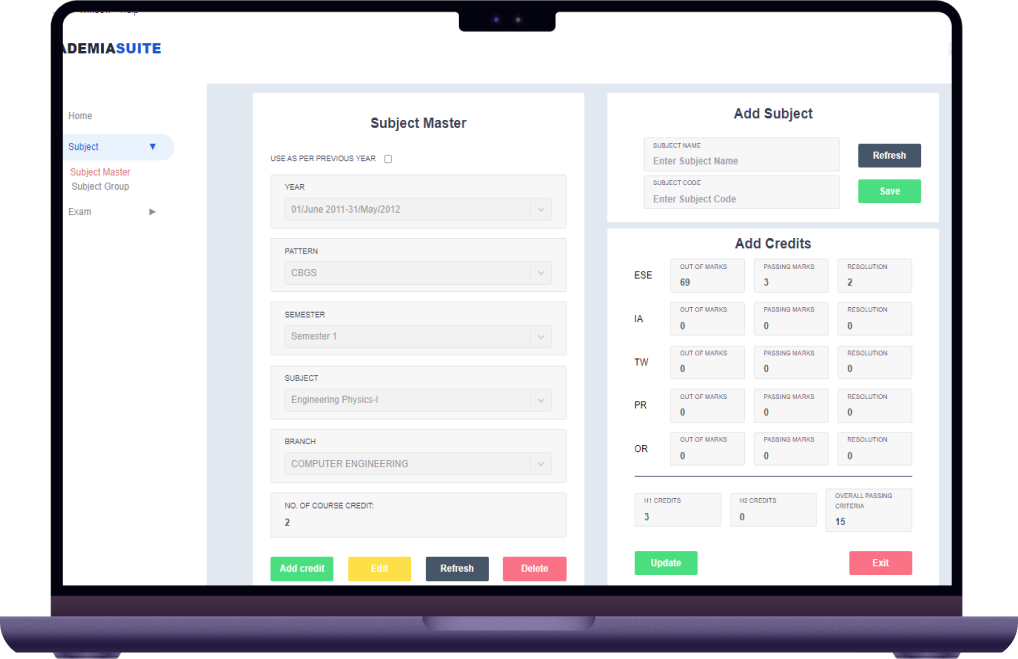 Window Help
ADEMIASUITE
Home
Subject ▼
Subject Master
Subject Group
Exam ▶
Subject Master
USE AS PER PREVIOUS YEAR
YEAR
01/June 2011-31/May/2012
PATTERN
CBGS
SEMESTER
Semester 1
SUBJECT
Engineering Physics-I
BRANCH
COMPUTER ENGINEERING
NO. OF COURSE CREDIT:
2
Add credit Edit Refresh Delete
Add Subject
SUBJECT NAME
Enter Subject Name
Refresh
SUBJECT CODE
Enter Subject Code
Save
Add Credits
ESE
OUT OF MARKS PASSING MARKS RESOLUTION
69 3 2
IA
OUT OF MARKS PASSING MARKS RESOLUTION
0 0 0
TW
OUT OF MARKS PASSING MARKS RESOLUTION
0 0 0
PR
OUT OF MARKS PASSING MARKS RESOLUTION
0 0 0
OR
OUT OF MARKS PASSING MARKS RESOLUTION
0 0 0
H1 CREDITS
3
H2 CREDITS
0
OVERALL PASSING
CRITERIA
15
Update Exit